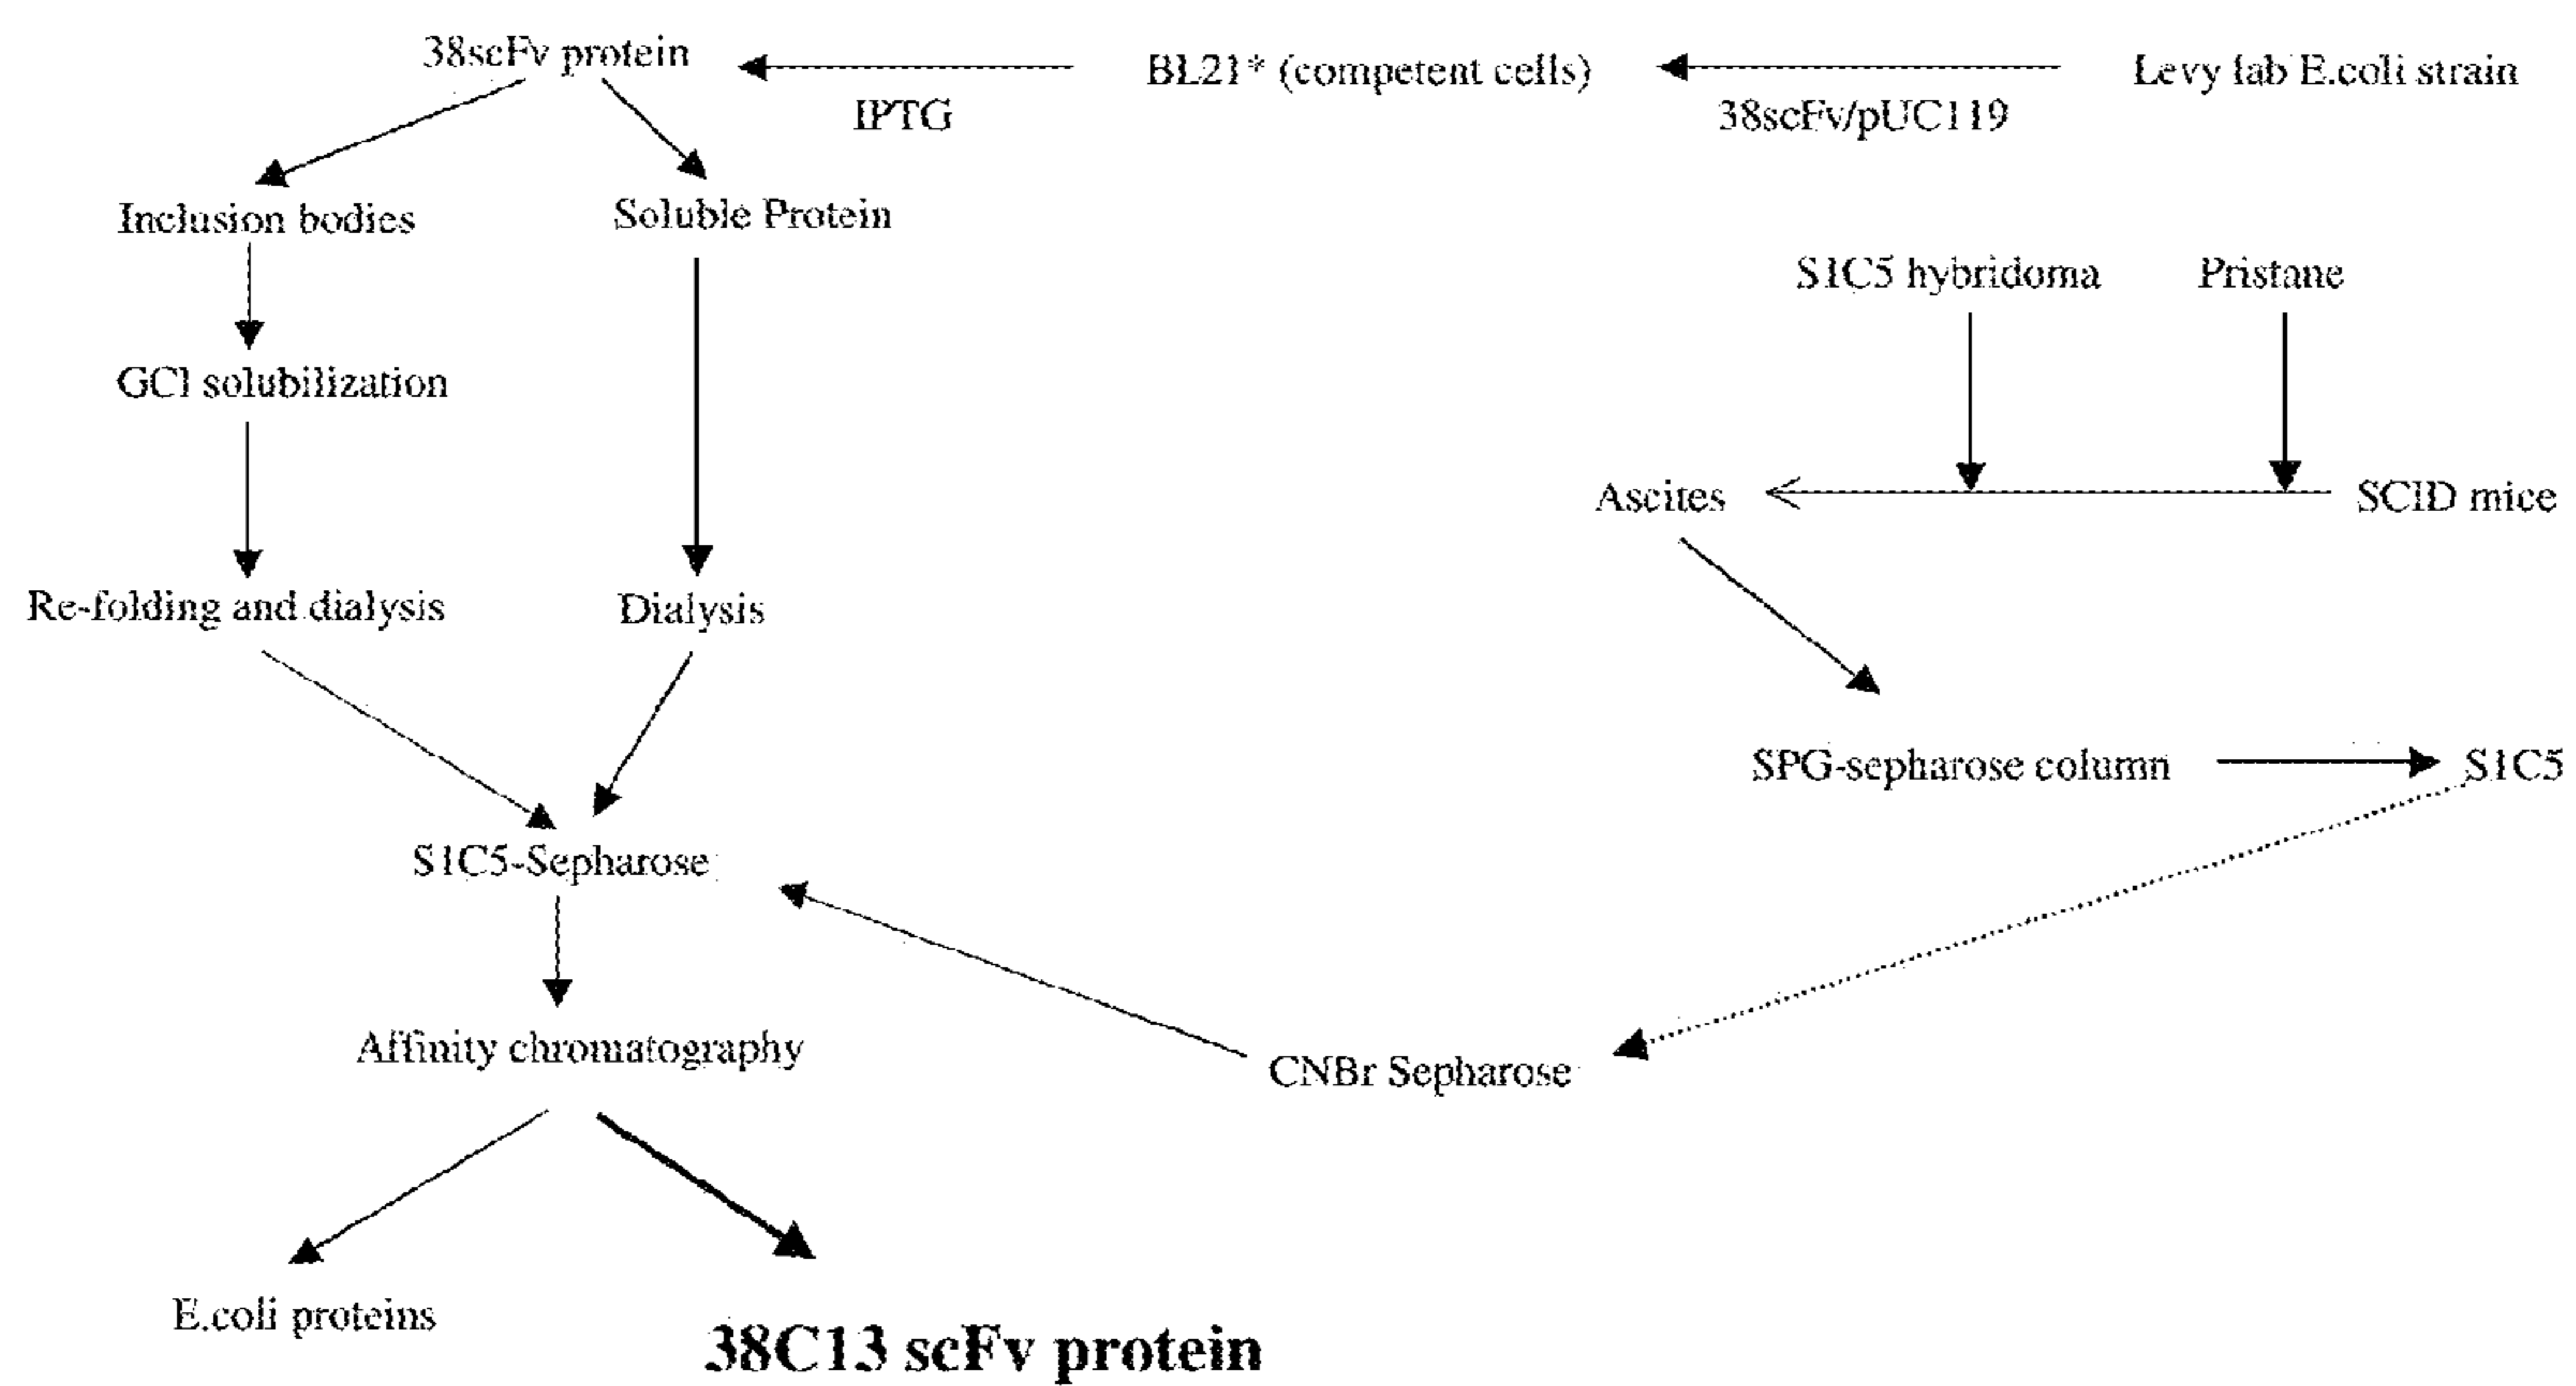 38scFv protein
BL21* (competent cells)
Levy lab E.coli strain
IPTG
38scFv/pUC119
Inclusion bodies
Soluble Protein
S1C5 hybridoma
Pristane
GCl solubilization
Ascites
SCID mice
Re-folding and dialysis
Dialysis
SPG-sepharose column
S1C5
S1C5-Sepharose
Affinity chromatography
CNBr Sepharose
E.coli proteins
38C13 scFv protein